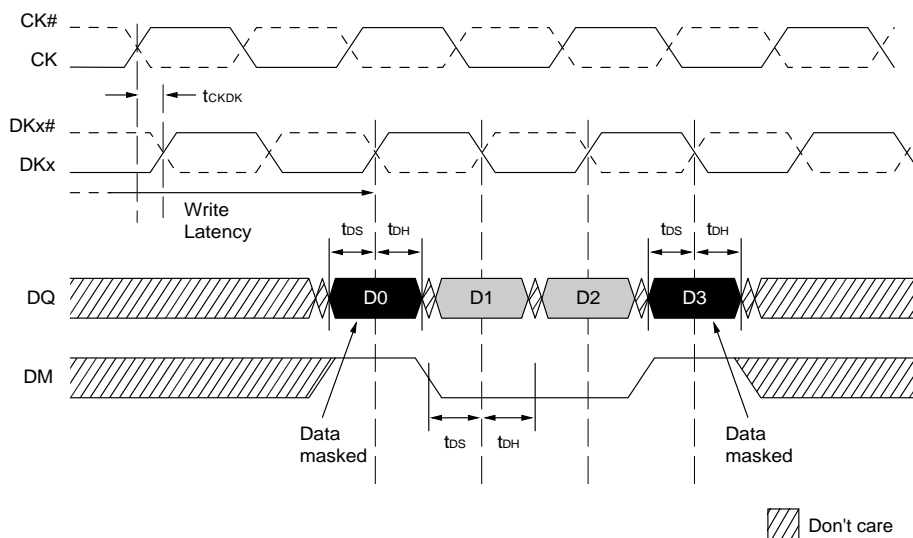 CK#
CK
tCKDK
DKx#
DKx
Write
Latency
tDS tDH tDS tDH
DQ D0 D1 D2 D3
DM
tDS tDH
Data
masked
Data
masked
Don't care